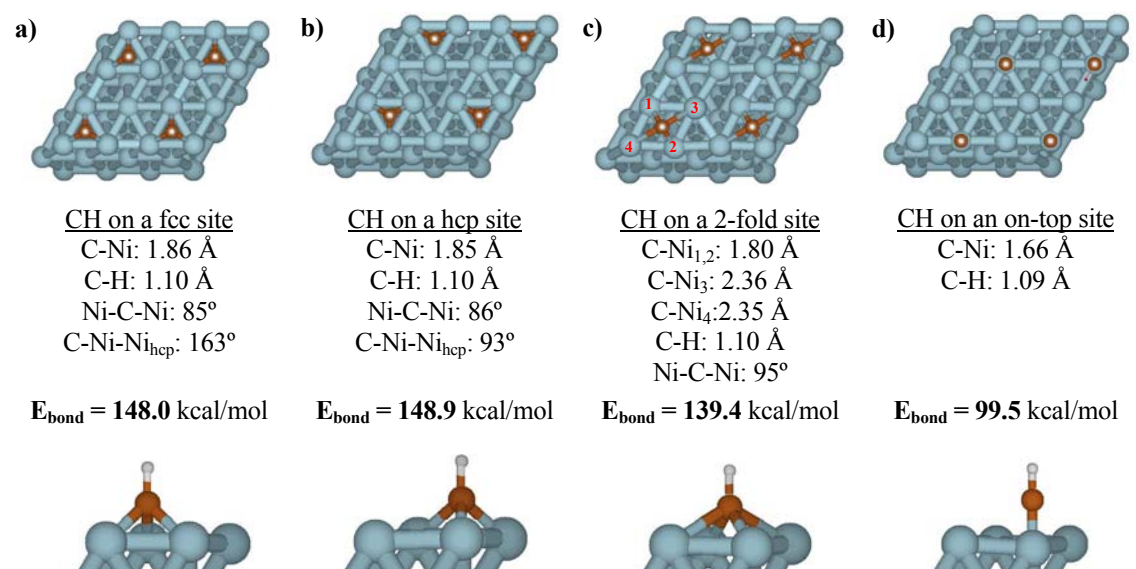 a)
b)
c)
d)
1
3
4
2
CH on a fcc site
C-Ni: 1.86 Å
C-H: 1.10 Å
Ni-C-Ni: 85º
C-Ni-Nihcp: 163º
Ebond = 148.0 kcal/mol
CH on a hcp site
C-Ni: 1.85 Å
C-H: 1.10 Å
Ni-C-Ni: 86º
C-Ni-Nihcp: 93º
Ebond = 148.9 kcal/mol
CH on a 2-fold site
C-Ni1,2: 1.80 Å
C-Ni3: 2.36 Å
C-Ni4:2.35 Å
C-H: 1.10 Å
Ni-C-Ni: 95º
Ebond = 139.4 kcal/mol
CH on an on-top site
C-Ni: 1.66 Å
C-H: 1.09 Å
Ebond = 99.5 kcal/mol